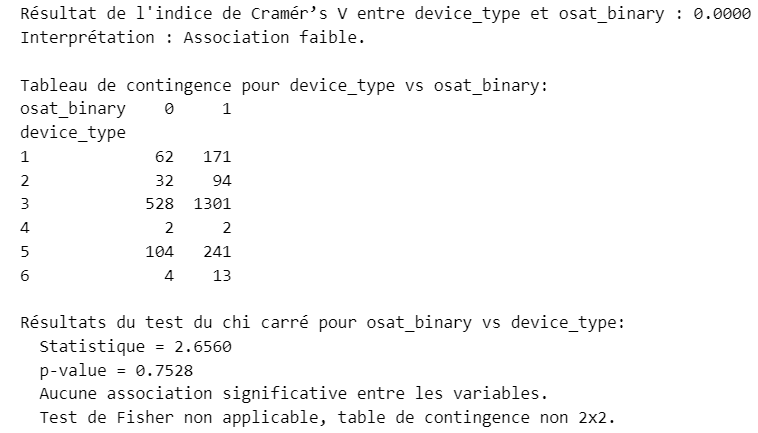 Résultat de l'indice de Cramér’s V entre device_type et osat_binary : 0.0000
Interprétation : Association faible.
Tableau de contingence pour device_type vs osat_binary:
osat_binary 0 1
device_type
1 62 171
2 32 94
3 528 1301
4 2 2
5 104 241
6 4 13
Résultats du test du chi carré pour osat_binary vs device_type:
Statistique = 2.6560
p-value = 0.7528
Aucune association significative entre les variables.
Test de Fisher non applicable, table de contingence non 2x2.